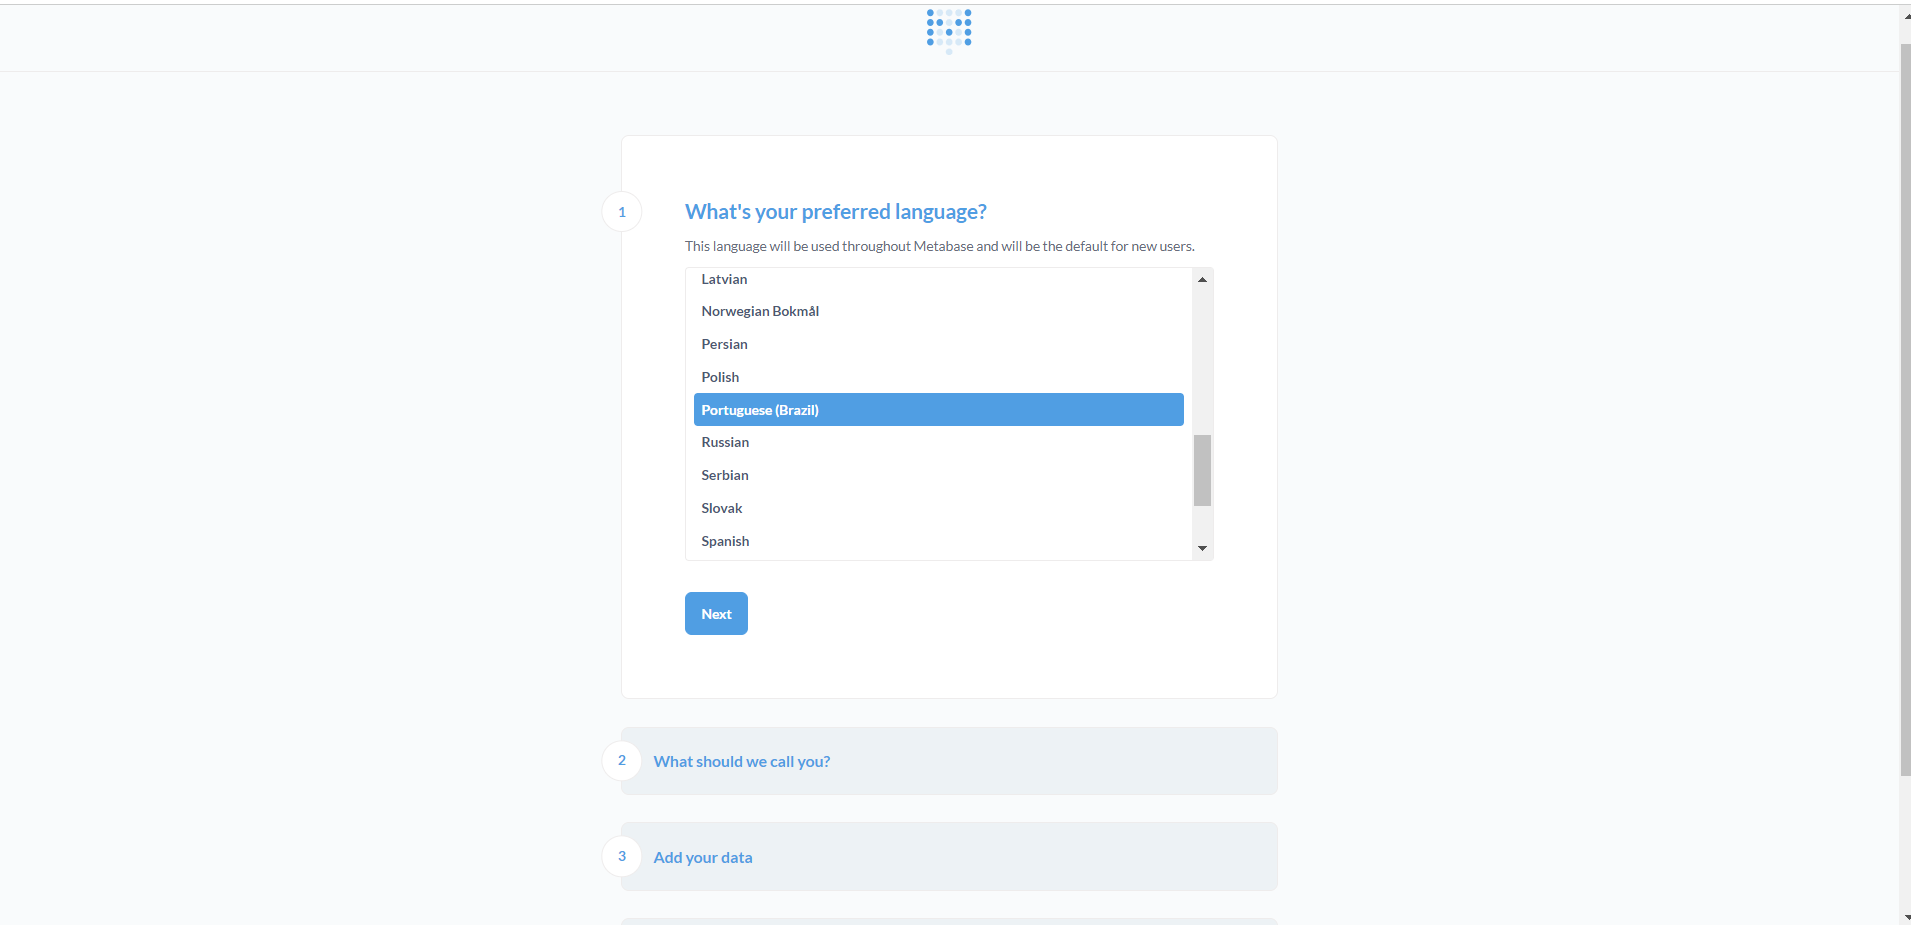 1
What's your preferred language?
This language will be used throughout Metabase and will be the default for new users.
Latvian
Norwegian Bokmål
Persian
Polish
Portuguese (Brazil)
Russian
Serbian
Slovak
Spanish
Next
2
What should we call you?
3
Add your data